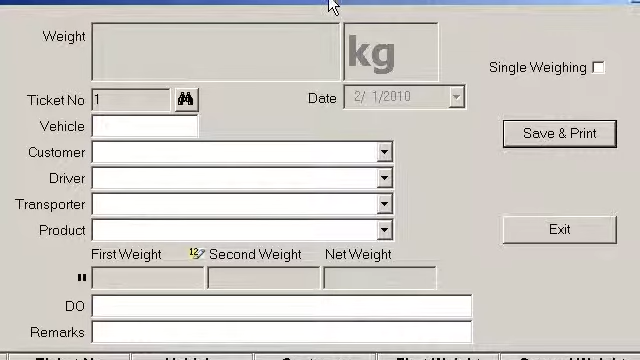 Weight
kg
Single Weighing
Ticket No 1
Date 2/ 1/2010
Vehicle
Save & Print
Customer
Driver
Transporter
Product
Exit
First Weight Second Weight Net Weight
DO
Remarks